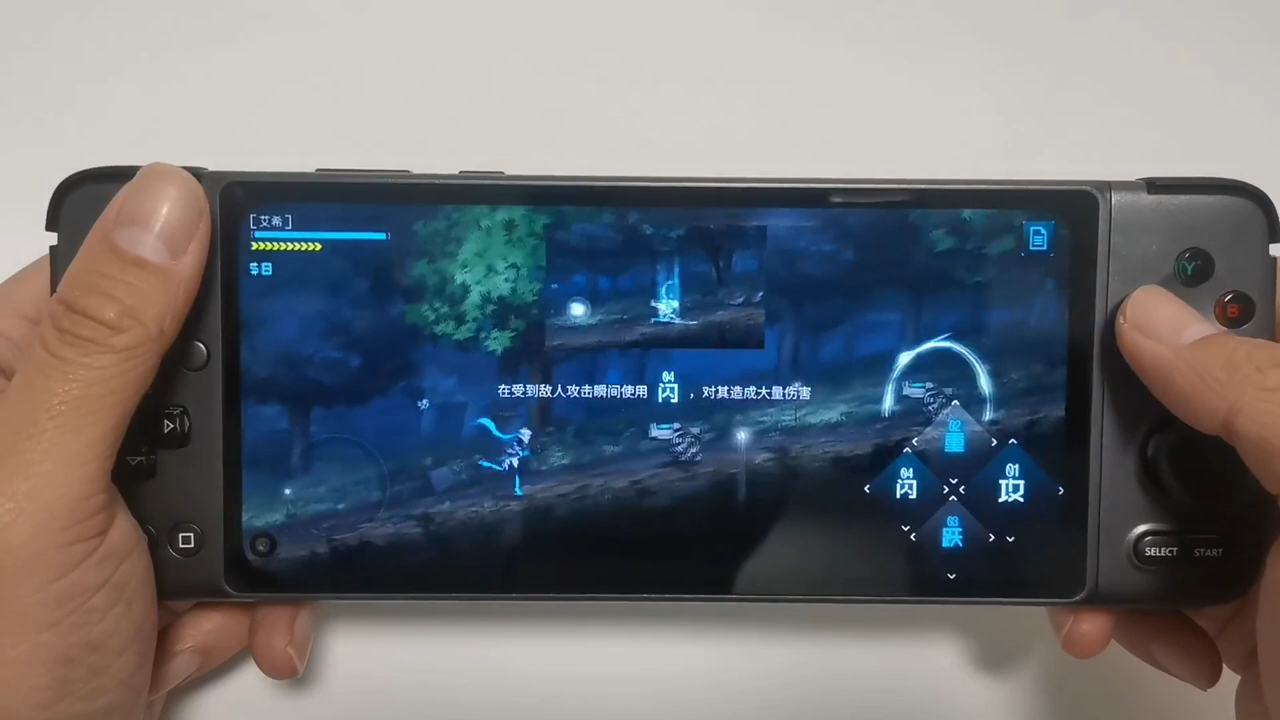 [艾希]
$8
04
在受到敌人攻击瞬间使用 闪 ，对其造成大量伤害
02
重
04
闪
01
攻
03
跃
Y
B
SELECT START